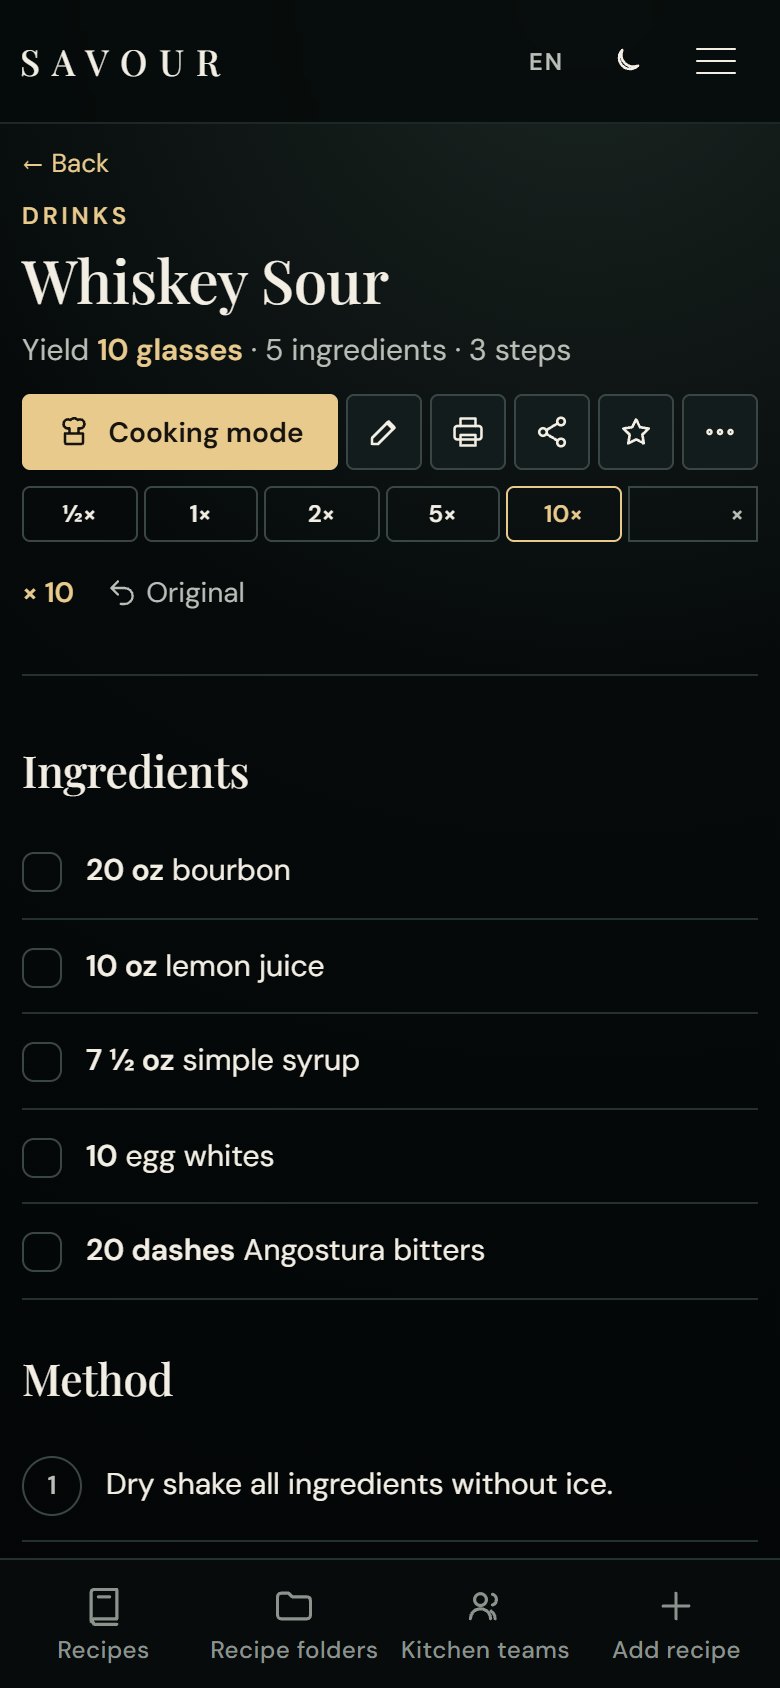 SAVOUR EN
← Back
DRINKS
Whiskey Sour
Yield 10 glasses · 5 ingredients · 3 steps
Cooking mode
½× 1× 2× 5× 10× ×
× 10 Original
Ingredients
20 oz bourbon
10 oz lemon juice
7 ½ oz simple syrup
10 egg whites
20 dashes Angostura bitters
Method
1 Dry shake all ingredients without ice.
Recipes Recipe folders Kitchen teams Add recipe